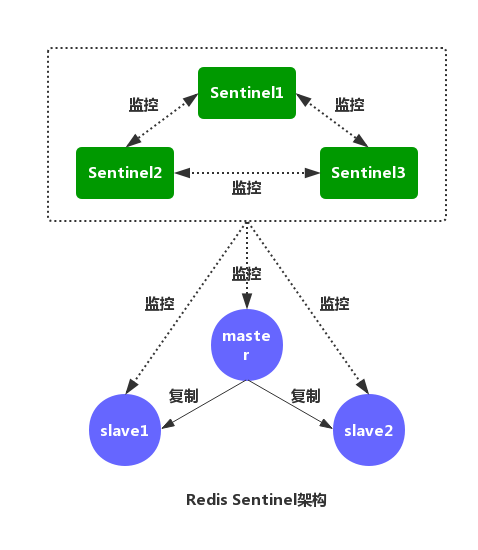 Sentinel1
监控
监控
Sentinel2
Sentinel3
监控
监控
监控
监控
maste
r
复制
复制
slave1
slave2
Redis Sentinel架构